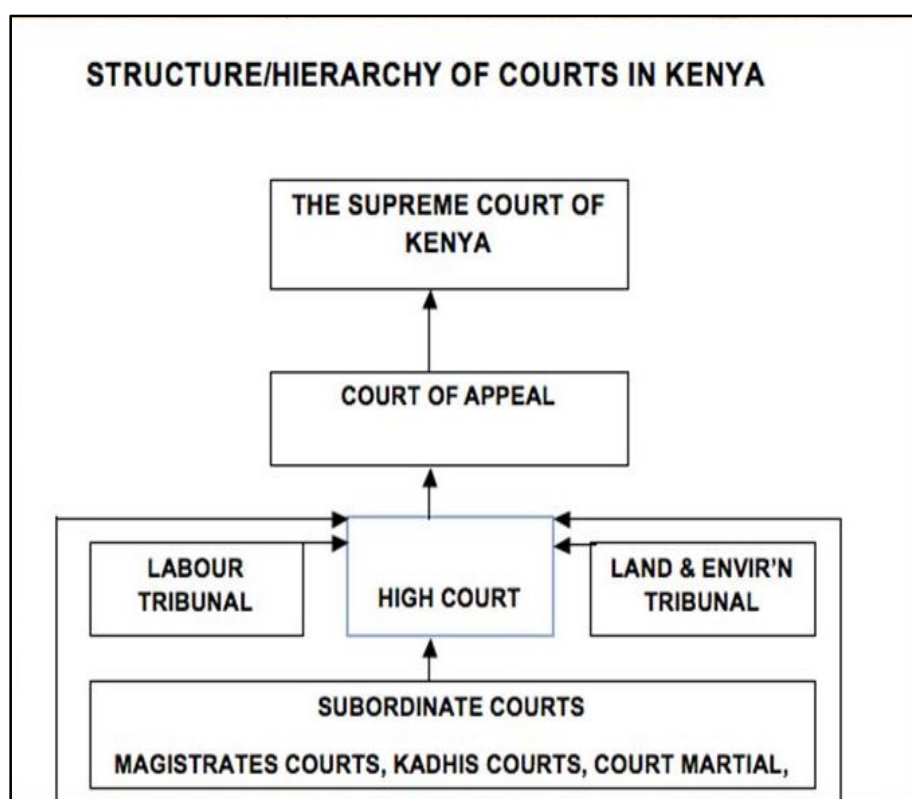 STRUCTURE/HIERARCHY OF COURTS IN KENYA
THE SUPREME COURT OF
KENYA
COURT OF APPEAL
LABOUR
TRIBUNAL
HIGH COURT
LAND & ENVIR'N
TRIBUNAL
SUBORDINATE COURTS
MAGISTRATES COURTS, KADHIS COURTS, COURT MARTIAL,